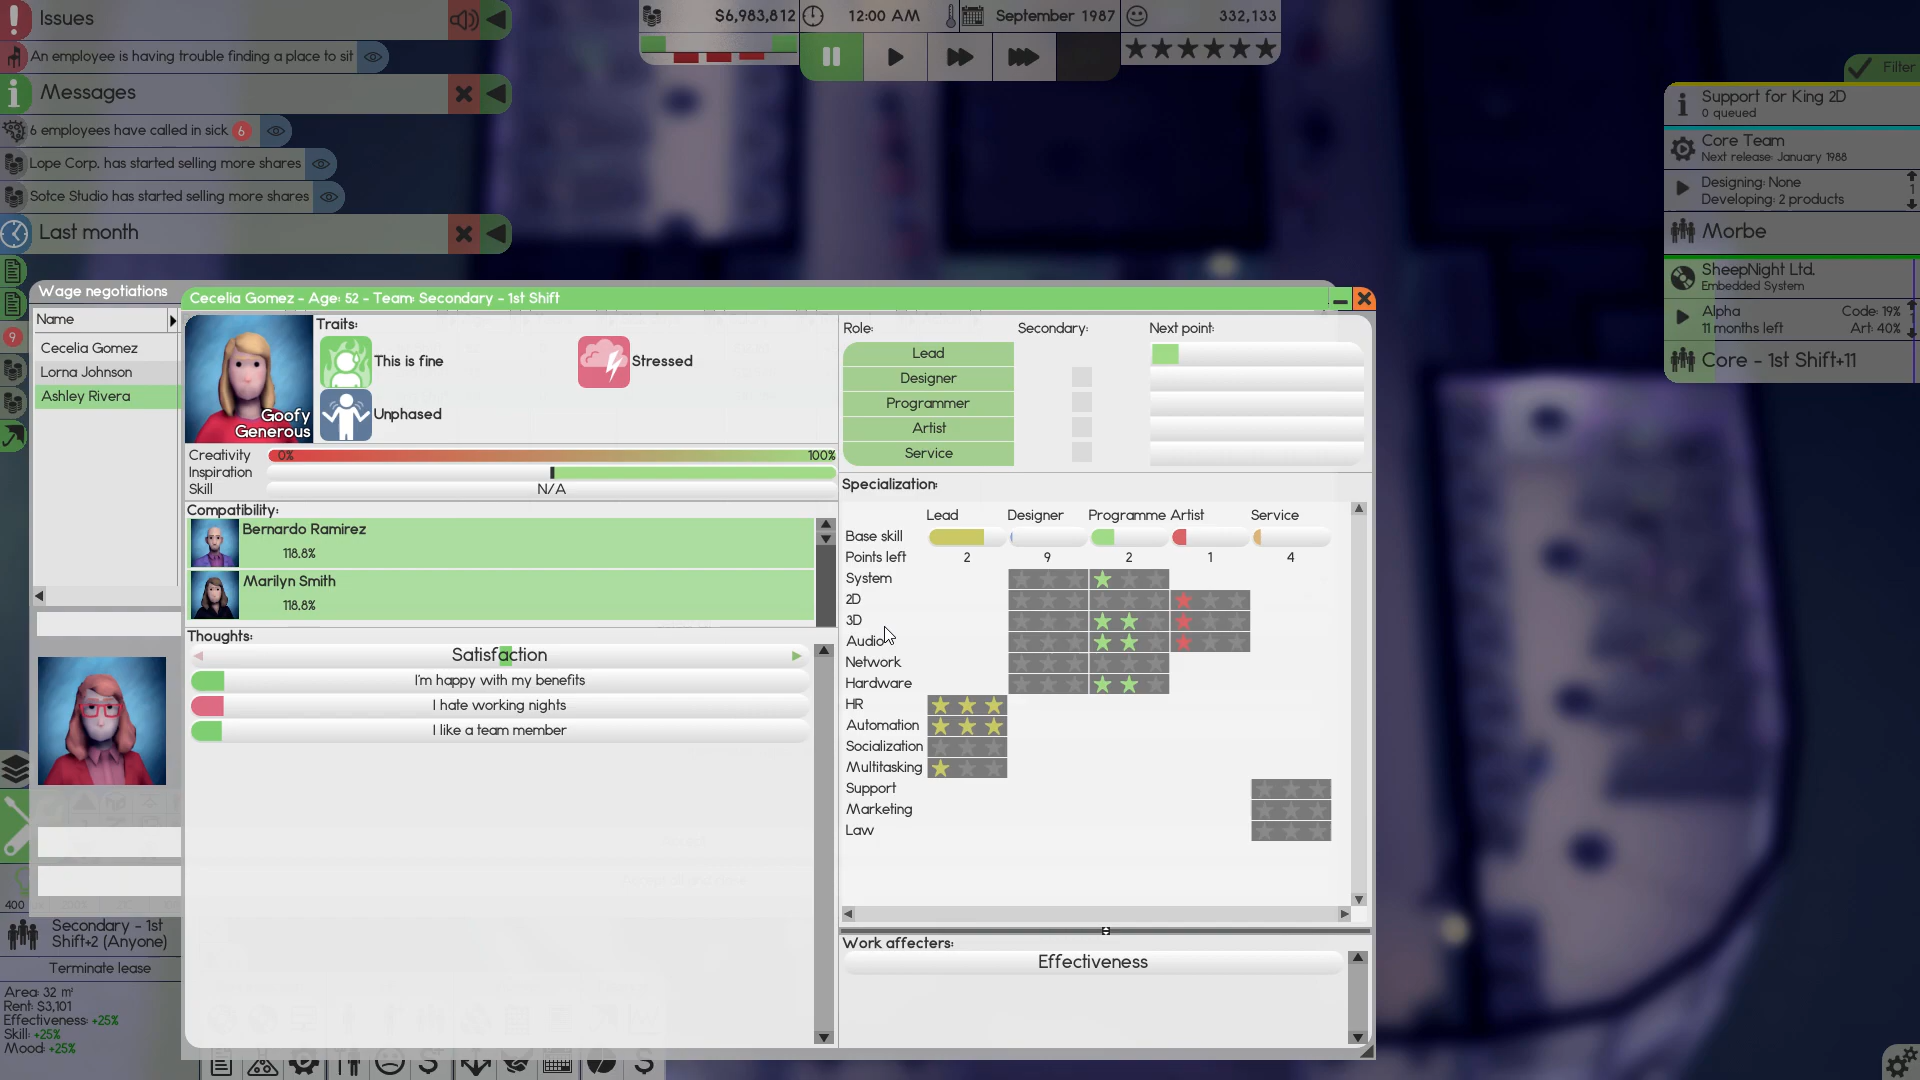 Issues
An employee is having trouble finding a place to sit
Messages
6 employees have called in sick 6
Lope Corp. has started selling more shares
Sotce Studio has started selling more shares
Last month
9
$6,983,812
12:00 AM
September 1987
332,133
Filter
Support for King 2D
0 queued
Core Team
Next release: January 1988
Designing: None
Developing: 2 products
1
Morbe
SheepNight Ltd.
Embedded System
Alpha
Code: 19%
11 months left
Art: 40%
Core - 1st Shift+11
Wage negotiations
Name
Cecelia Gomez
Lorna Johnson
Ashley Rivera
Cecelia Gomez - Age: 52 - Team: Secondary - 1st Shift
Goofy
Generous
Traits:
This is fine
Stressed
Unphased
Creativity
0%
100%
Inspiration
Skill
N/A
Compatibility:
Bernardo Ramirez
118.8%
Marilyn Smith
118.8%
Thoughts:
Satisfaction
I'm happy with my benefits
I hate working nights
I like a team member
Role:
Secondary:
Next point:
Lead
Designer
Programmer
Artist
Service
Specialization:
Lead
Designer
Programme
Artist
Service
Base skill
Points left
2
9
2
1
4
System
2D
3D
Audio
Network
Hardware
HR
Automation
Socialization
Multitasking
Support
Marketing
Law
Work affecters:
Effectiveness
400
Secondary - 1st
Shift+2 (Anyone)
Terminate lease
Area: 32 m²
Rent: $3,101
Effectiveness: +25%
Skill: +25%
Mood: +25%